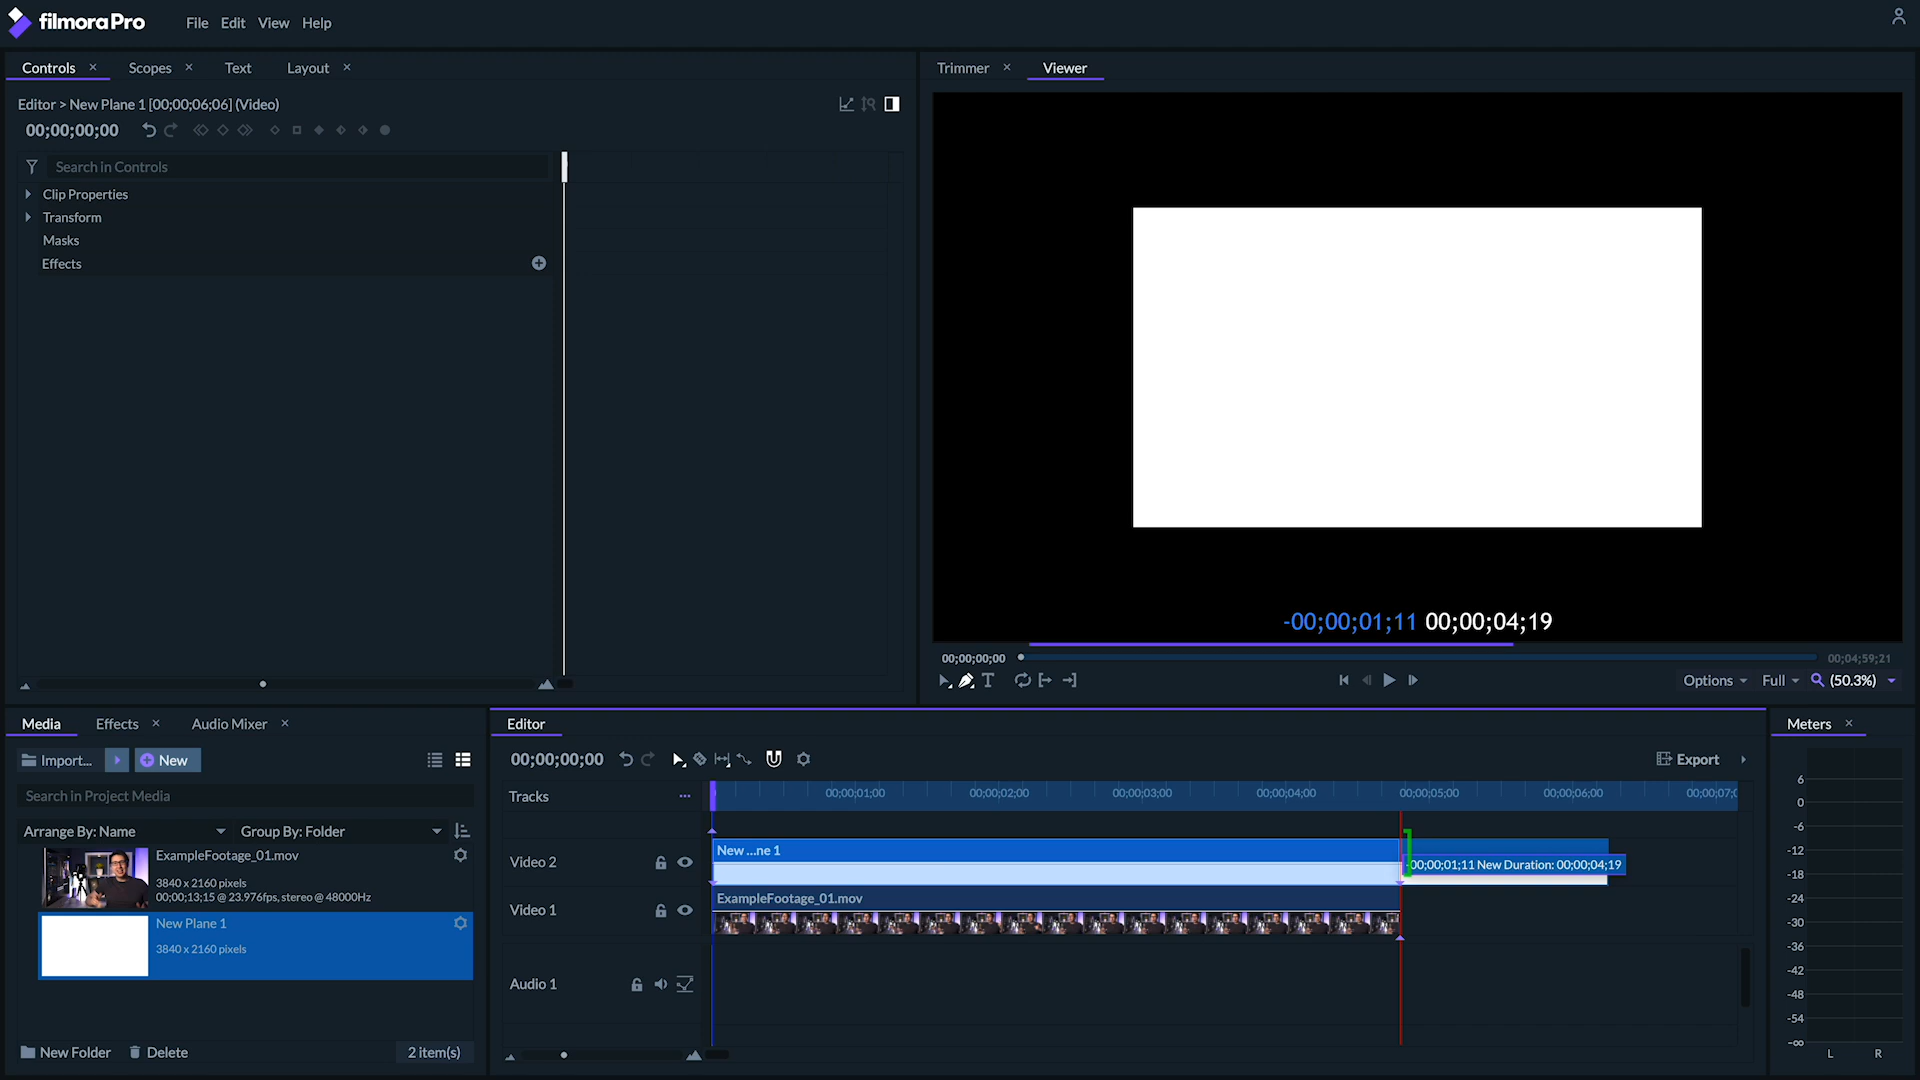 filmoraPro
File Edit View Help
Controls Scopes Text Layout
Trimmer Viewer
Editor > New Plane 1 [00;00;06;06] (Video)
00;00;00;00
Search in Controls
Clip Properties
Transform
Masks
Effects
-00;00;01;11 00;00;04;19
00;00;00;00
00;04;59;21
Options Full (50.3%)
Media Effects Audio Mixer
Import... New
Search in Project Media
Arrange By: Name Group By: Folder
ExampleFootage_01.mov
3840 x 2160 pixels
00;00;13;15 @ 23.976fps, stereo @ 48000Hz
New Plane 1
3840 x 2160 pixels
New Folder Delete 2 item(s)
Editor
00;00;00;00
Export
Tracks
00;00;01;00 00;00;02;00 00;00;03;00 00;00;04;00 00;00;05;00 00;00;06;00 00;00;07;0
Video 2
New ...ne 1
-00;00;01;11 New Duration: 00;00;04;19
Video 1
ExampleFootage_01.mov
Audio 1
Meters
6
0
-6
-12
-18
-24
-30
-36
-42
-48
-54
-∞
L R